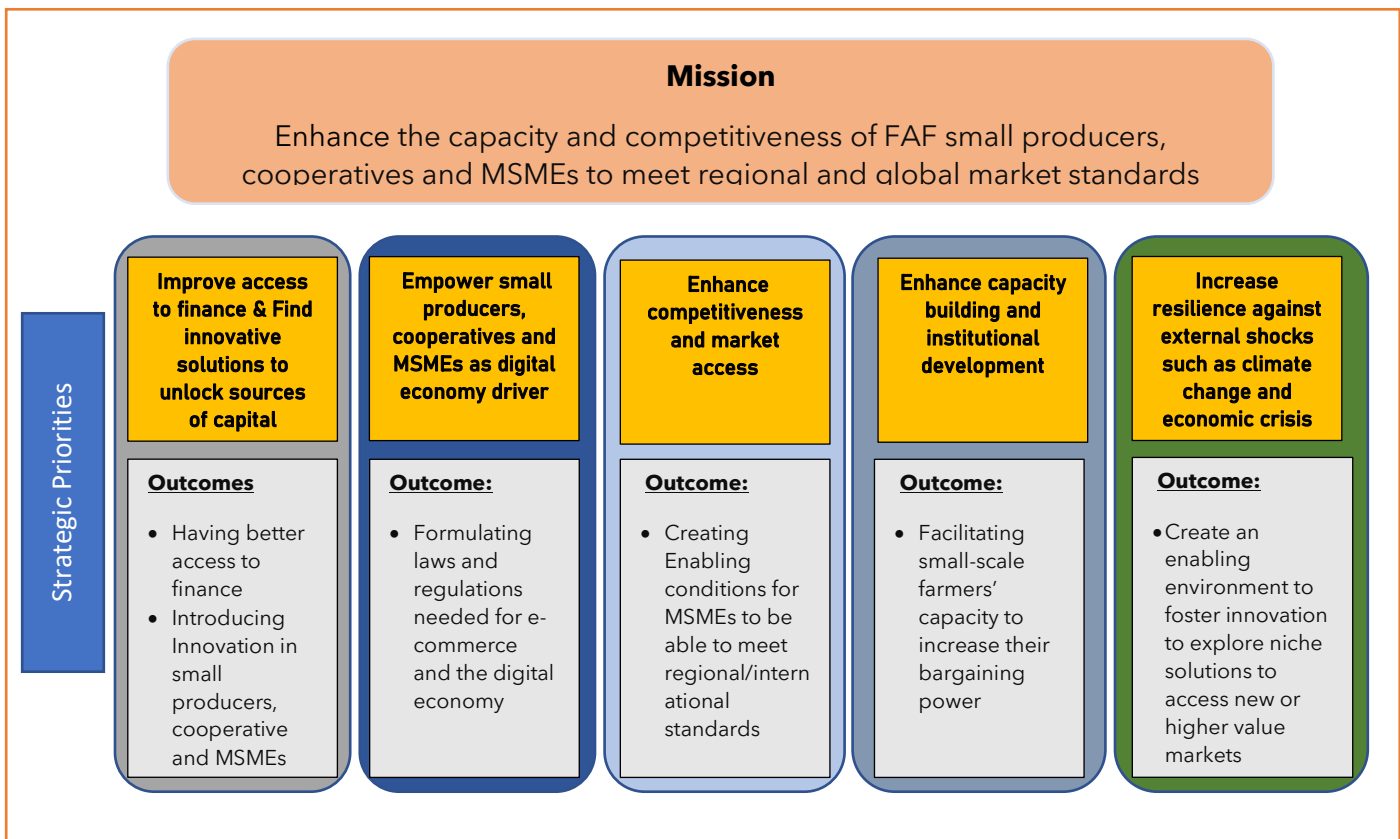 Mission
Enhance the capacity and competitiveness of FAF small producers,
cooperatives and MSMEs to meet regional and global market standards
Strategic Priorities
Improve access
to finance & Find
innovative
solutions to
unlock sources
of capital
Outcomes
• Having better
access to
finance
• Introducing
Innovation in
small
producers,
cooperative
and MSMEs
Empower small
producers,
cooperatives and
MSMEs as digital
economy driver
Outcome:
• Formulating
laws and
regulations
needed for e-
commerce
and the digital
economy
Enhance
competitiveness
and market
access
Outcome:
• Creating
Enabling
conditions for
MSMEs to be
able to meet
regional/intern
ational
standards
Enhance capacity
building and
institutional
development
Outcome:
• Facilitating
small-scale
farmers’
capacity to
increase their
bargaining
power
Increase
resilience against
external shocks
such as climate
change and
economic crisis
Outcome:
• Create an
enabling
environment to
foster innovation
to explore niche
solutions to
access new or
higher value
markets